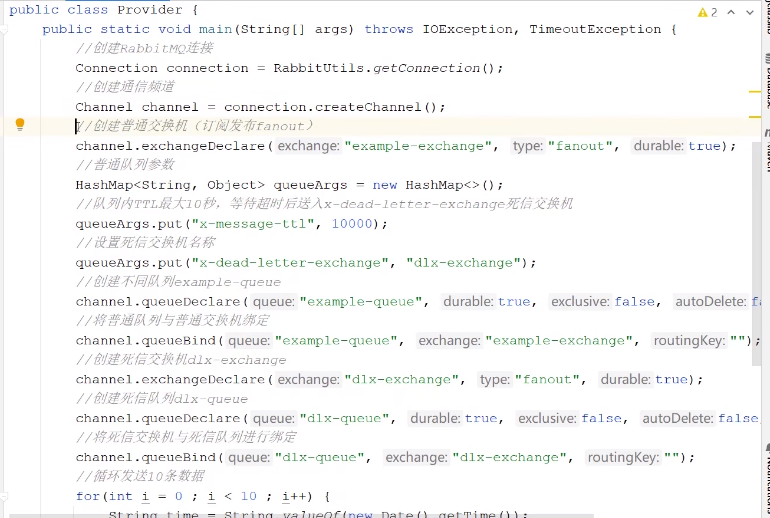 public class Provider {
2
public static void main(String[] args) throws IOException, TimeoutException {
//创建RabbitMQ连接
Connection connection = RabbitUtils.getConnection();
//创建通信频道
Channel channel = connection.createChannel();
//创建普通交换机（订阅发布fanout）
channel.exchangeDeclare( exchange: "example-exchange", type: "fanout", durable: true);
//普通队列参数
HashMap<String, Object> queueArgs = new HashMap<>();
//队列内TTL最大10秒，等待超时后送入x-dead-letter-exchange死信交换机
queueArgs.put("x-message-ttl", 10000);
//设置死信交换机名称
queueArgs.put("x-dead-letter-exchange", "dlx-exchange");
//创建不同队列example-queue
channel.queueDeclare( queue: "example-queue", durable: true, exclusive: false, autoDelete: fa
//将普通队列与普通交换机绑定
channel.queueBind( queue: "example-queue", exchange: "example-exchange", routingKey: "");
//创建死信交换机dlx-exchange
channel.exchangeDeclare( exchange: "dlx-exchange", type: "fanout", durable: true);
//创建死信队列dlx-queue
channel.queueDeclare( queue: "dlx-queue", durable: true, exclusive: false, autoDelete: false
//将死信交换机与死信队列进行绑定
channel.queueBind( queue: "dlx-queue", exchange: "dlx-exchange", routingKey: "");
//循环发送10条数据
for(int i = 0 ; i < 10 ; i++) {
String time = String.valueOf(new Date().getTime());